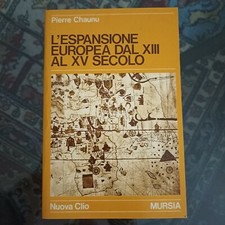 Pierre Chaunu
L'ESPANSIONE
EUROPEA DAL XIII
AL XV SECOLO
Nuova Clio
MURSIA